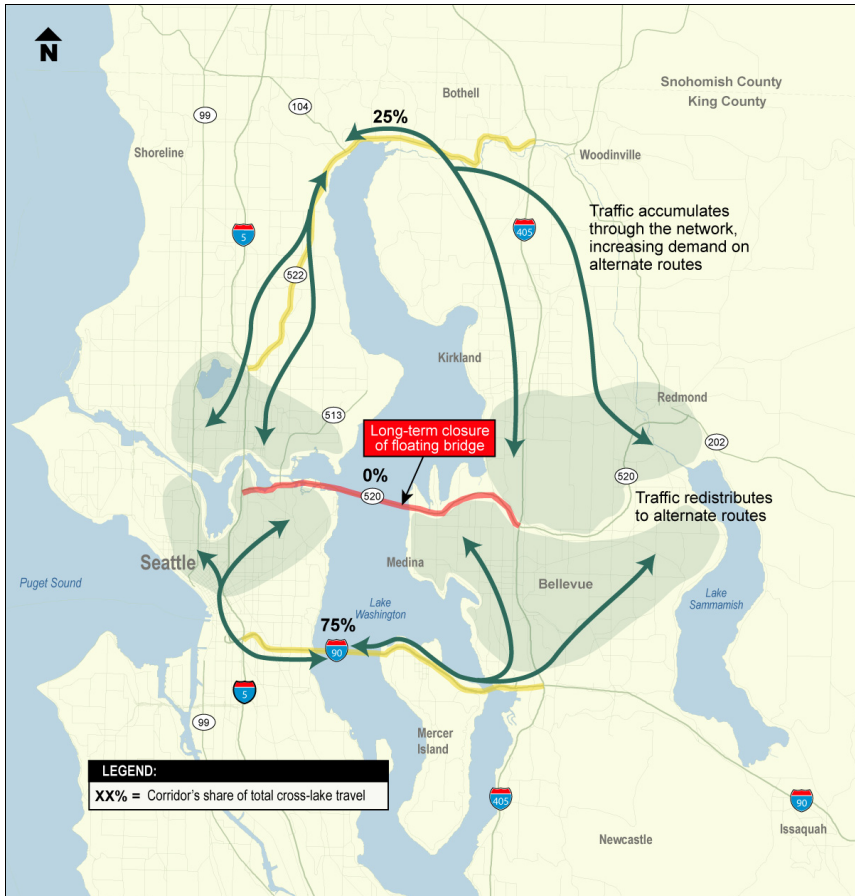 N
Snohomish County
King County
Bothell
104
99
25%
Shoreline
Woodinville
Traffic accumulates
through the network,
increasing demand on
alternate routes
5
405
522
Kirkland
Redmond
513
Long-term closure
of floating bridge
202
0%
520
520
Traffic redistributes
to alternate routes
Seattle
Medina
Bellevue
Puget Sound
Lake
Washington
Lake
Sammamish
75%
90
5
99
Mercer
Island
LEGEND:
XX% = Corridor's share of total cross-lake travel
405
90
Newcastle
Issaquah